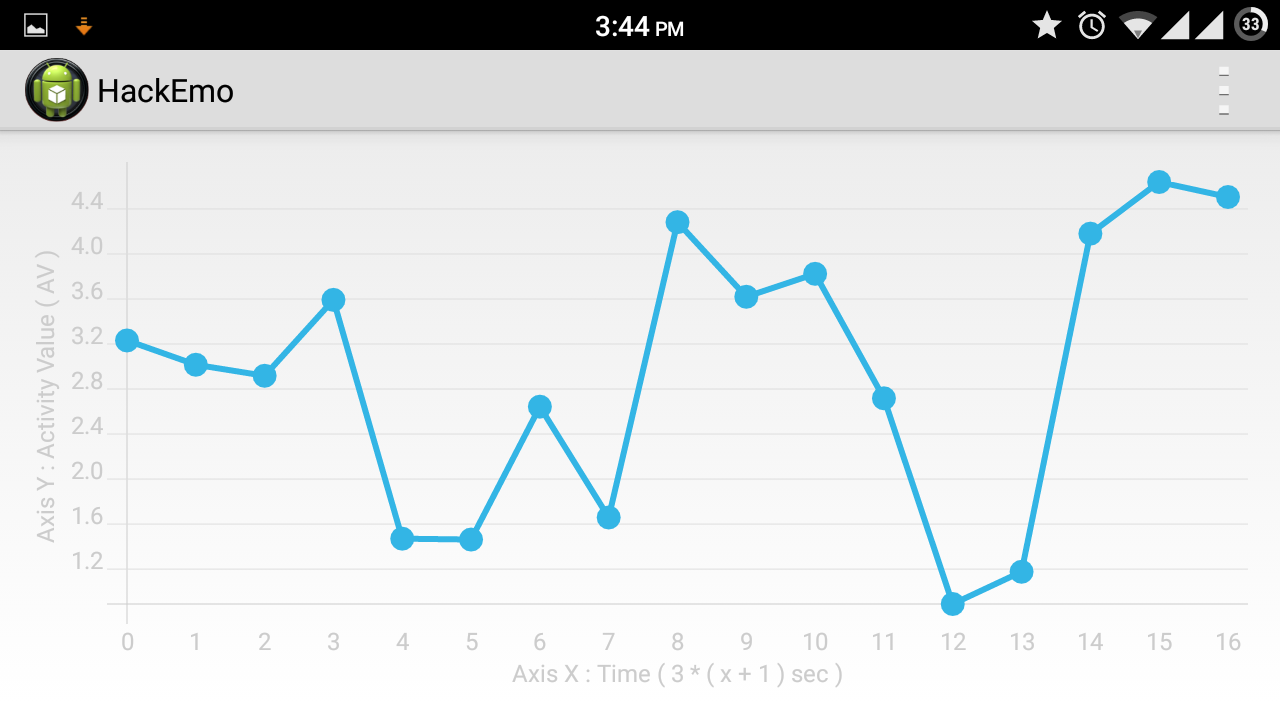 3:44 PM
33
HackEmo
4.4
4.0
3.6
3.2
2.8
2.4
2.0
1.6
1.2
Axis Y : Activity Value ( AV )
0 1 2 3 4 5 6 7 8 9 10 11 12 13 14 15 16
Axis X : Time ( 3 * ( x + 1 ) sec )